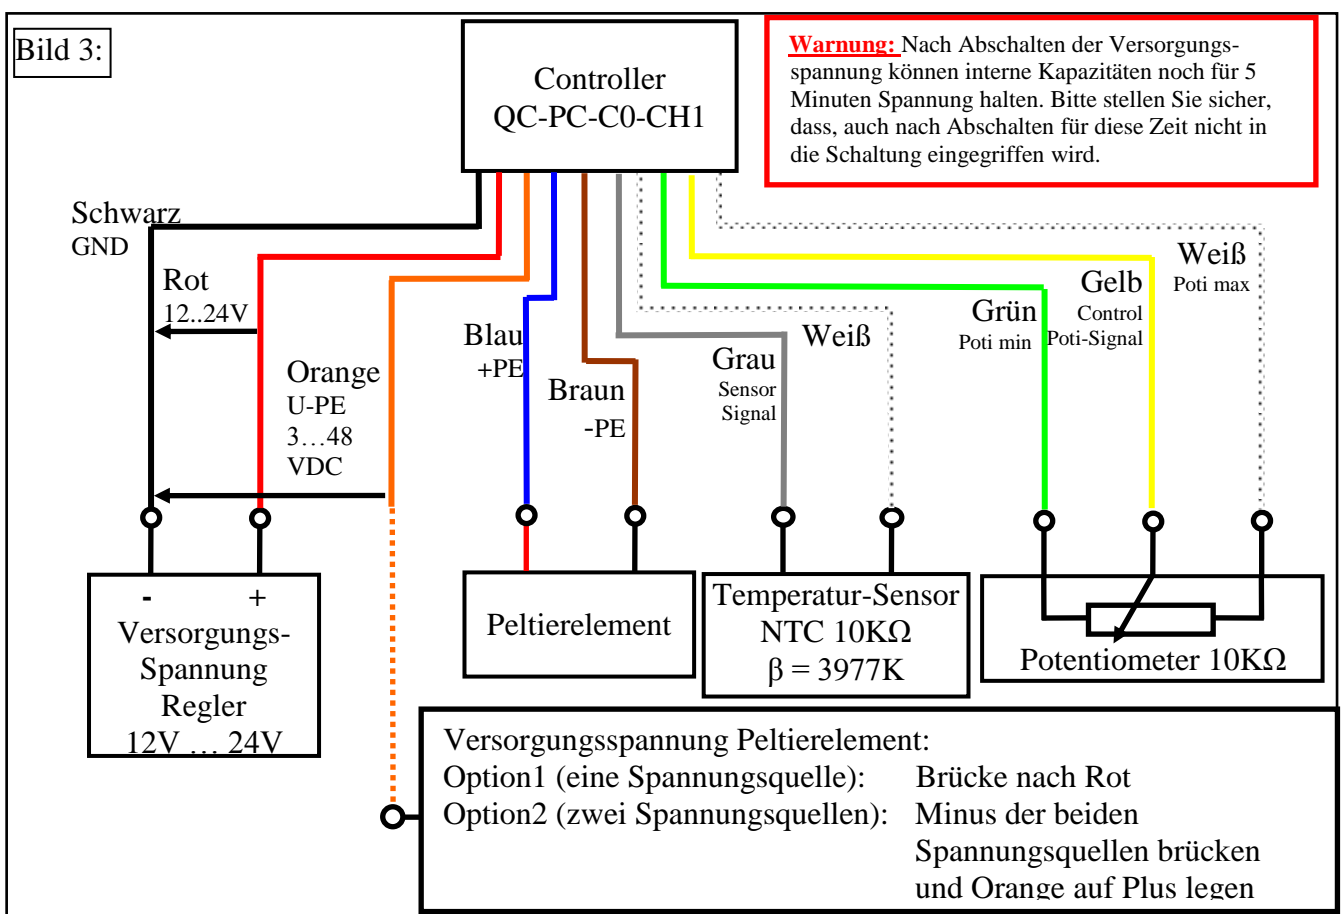 Bild 3:
Controller
QC-PC-C0-CH1
Warnung: Nach Abschalten der Versorgungs-
spannung können interne Kapazitäten noch für 5
Minuten Spannung halten. Bitte stellen Sie sicher,
dass, auch nach Abschalten für diese Zeit nicht in
die Schaltung eingegriffen wird.
Schwarz
GND
Rot
12..24V
Orange
U-PE
3…48
VDC
Blau
+PE
Braun
-PE
Grau
Sensor
Signal
Weiß
Grün
Poti min
Gelb
Control
Poti-Signal
Weiß
Poti max
- +
Versorgungs-
Spannung
Regler
12V … 24V
Peltierelement
Temperatur-Sensor
NTC 10KΩ
β = 3977K
Potentiometer 10KΩ
Versorgungsspannung Peltierelement:
Option1 (eine Spannungsquelle): Brücke nach Rot
Option2 (zwei Spannungsquellen): Minus der beiden
Spannungsquellen brücken
und Orange auf Plus legen